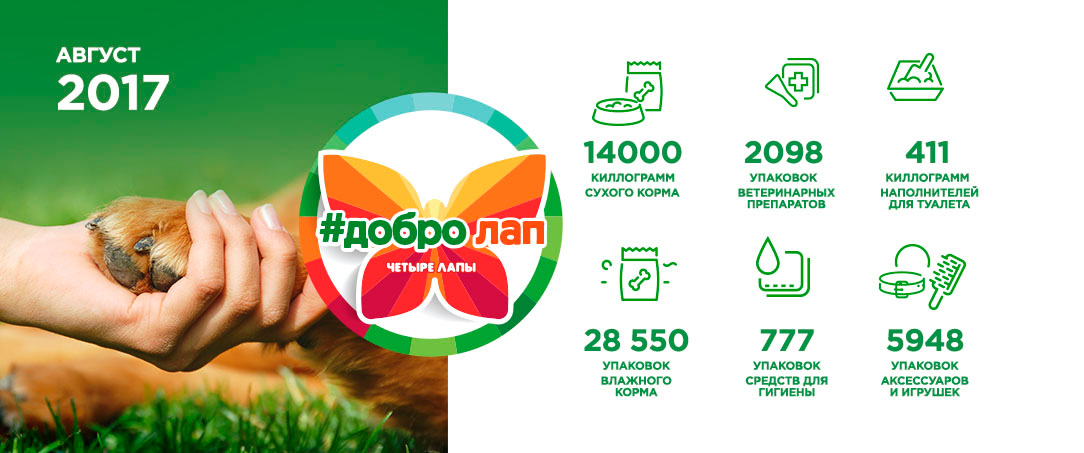 АВГУСТ
2017
#добро лап
ЧЕТЫРЕ ЛАПЫ
14000
КИЛЛОГРАММ
СУХОГО КОРМА
2098
УПАКОВОК
ВЕТЕРИНАРНЫХ
ПРЕПАРАТОВ
411
КИЛЛОГРАММ
НАПОЛНИТЕЛЕЙ
ДЛЯ ТУАЛЕТА
28 550
УПАКОВОК
ВЛАЖНОГО
КОРМА
777
УПАКОВОК
СРЕДСТВ ДЛЯ
ГИГИЕНЫ
5948
УПАКОВОК
АКСЕССУАРОВ
И ИГРУШЕК